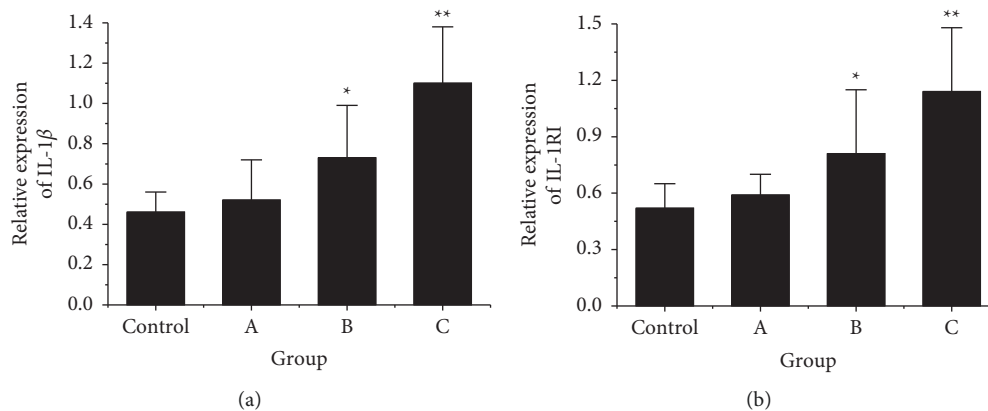 Relative expression
of IL-1β
1.4
1.2
1.0
0.8
0.6
0.4
0.2
0.0
*
**
Control A B C
Group
(a)
Relative expression
of IL-1RI
1.5
1.2
0.9
0.6
0.3
0.0
*
**
Control A B C
Group
(b)